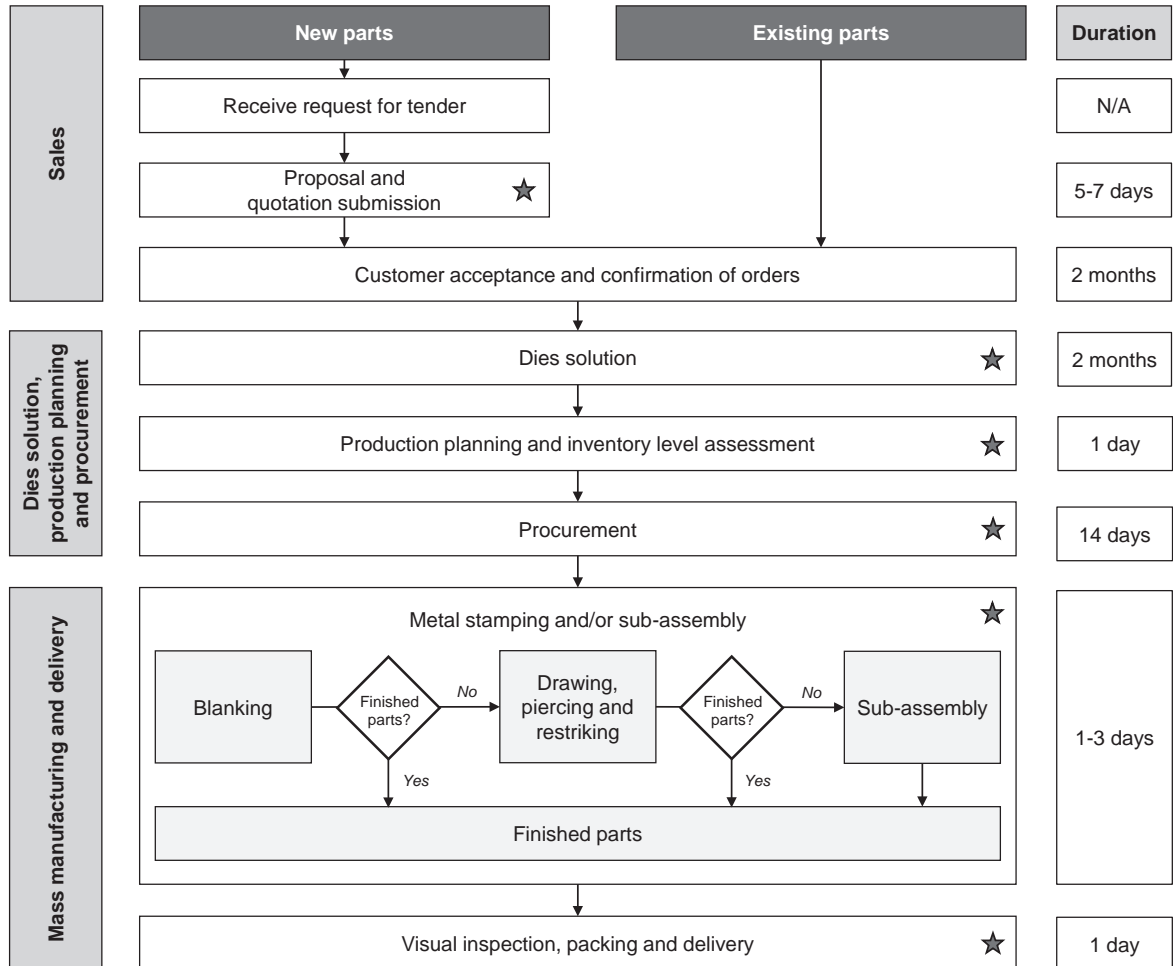 New parts
Existing parts
Duration
Sales
Receive request for tender
N/A
Proposal and
quotation submission
5-7 days
Customer acceptance and confirmation of orders
2 months
Dies solution,
production planning
and procurement
Dies solution
2 months
Production planning and inventory level assessment
1 day
Procurement
14 days
Mass manufacturing and delivery
Metal stamping and/or sub-assembly
Blanking
Finished
parts?
No
Yes
Drawing,
piercing and
restriking
Finished
parts?
No
Yes
Sub-assembly
Finished parts
1-3 days
Visual inspection, packing and delivery
1 day